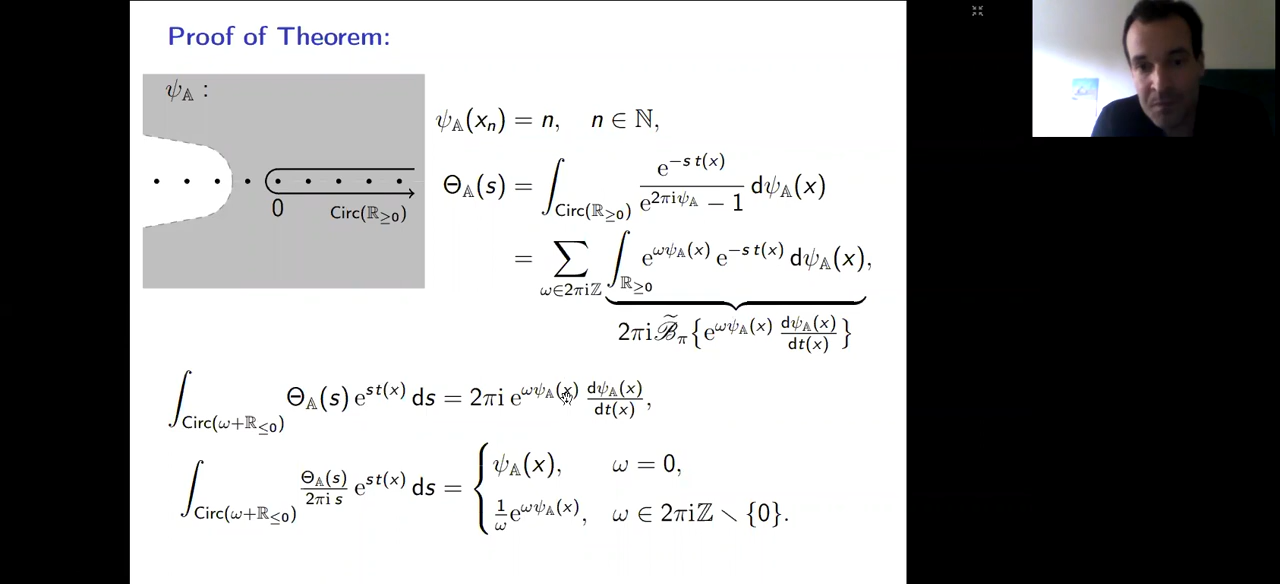 Proof of Theorem:
ψ_𝔸 :
0
Circ(ℝ_{≥0})
ψ_𝔸(x_n) = n, n ∈ ℕ,
Θ_𝔸(s) = ∫_{Circ(ℝ_{≥0})} e^{−s t(x)} / (e^{2πiψ_𝔸} − 1) dψ_𝔸(x)
= ∑_{ω∈2πiℤ} ∫_{ℝ_{≥0}} e^{ωψ_𝔸(x)} e^{−s t(x)} dψ_𝔸(x),
2πi ℬ̃_π {e^{ωψ_𝔸(x)} dψ_𝔸(x)/dt(x)}
∫_{Circ(ω+ℝ_{≤0})} Θ_𝔸(s) e^{s t(x)} ds = 2πi e^{ωψ_𝔸(x)} dψ_𝔸(x)/dt(x),
∫_{Circ(ω+ℝ_{≤0})} Θ_𝔸(s)/(2πi s) e^{s t(x)} ds = { ψ_𝔸(x), ω = 0,
1/ω e^{ωψ_𝔸(x)}, ω ∈ 2πiℤ ∖ {0}.